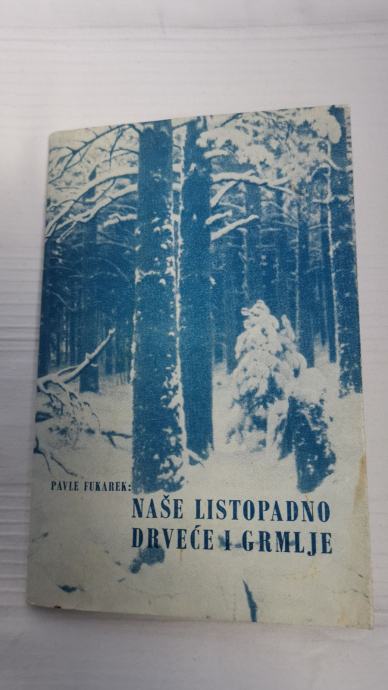 PAVLE FUKAREK:
NAŠE LISTOPADNO
DRVEĆE I GRMLJE